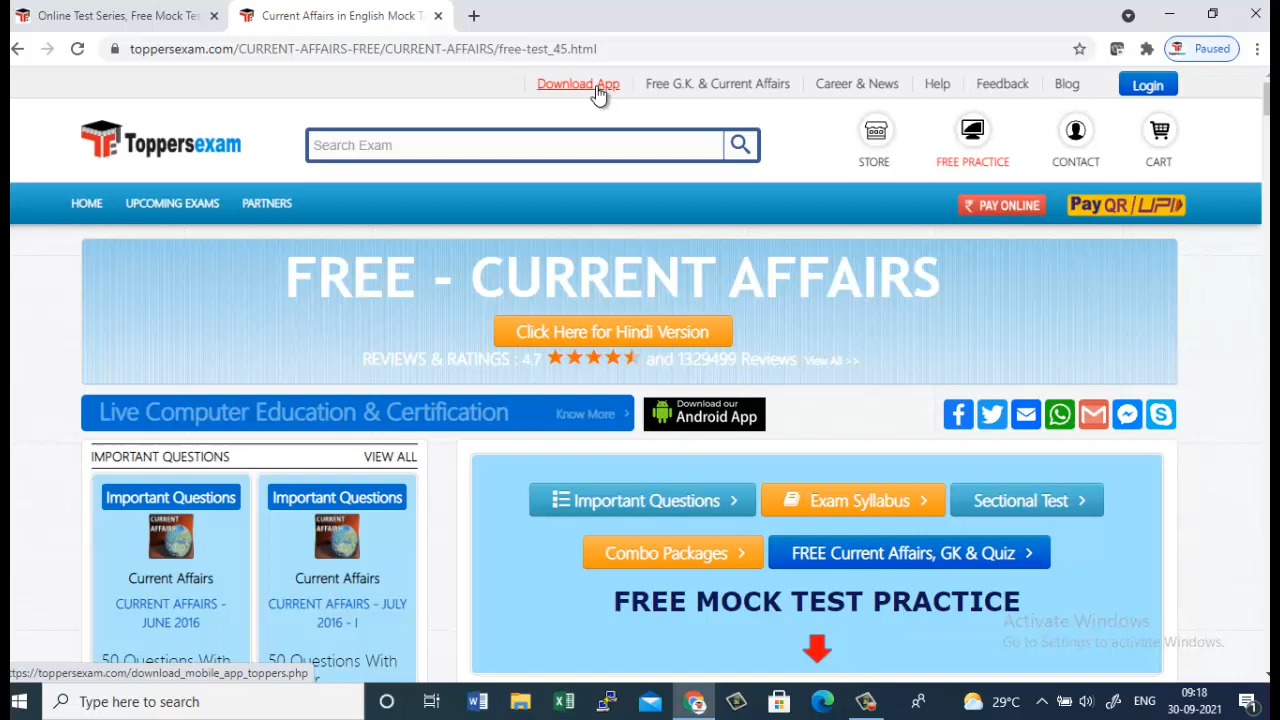 Online Test Series, Free Mock Tes
Current Affairs in English Mock T
toppersexam.com/CURRENT-AFFAIRS-FREE/CURRENT-AFFAIRS/free-test_45.html
Paused
Download App
Free G.K. & Current Affairs
Career & News
Help
Feedback
Blog
Login
Toppersexam
Search Exam
STORE
FREE PRACTICE
CONTACT
CART
HOME
UPCOMING EXAMS
PARTNERS
₹ PAY ONLINE
Pay QR/UPI
FREE - CURRENT AFFAIRS
Click Here for Hindi Version
REVIEWS & RATINGS : 4.7 and 1329499 Reviews View All >>
Live Computer Education & Certification
Know More
Download our
Android App
IMPORTANT QUESTIONS
VIEW ALL
Important Questions
CURRENT
AFFAIRS
Current Affairs
CURRENT AFFAIRS -
JUNE 2016
50 Questions With
Important Questions
CURRENT
AFFAIRS
Current Affairs
CURRENT AFFAIRS - JULY
2016 - I
50 Questions With
Important Questions
Exam Syllabus
Sectional Test
Combo Packages
FREE Current Affairs, GK & Quiz
FREE MOCK TEST PRACTICE
Activate Windows
Go to Settings to activate Windows.
ttps://toppersexam.com/download_mobile_app_toppers.php
Type here to search
29°C
ENG
09:18
30-09-2021
1